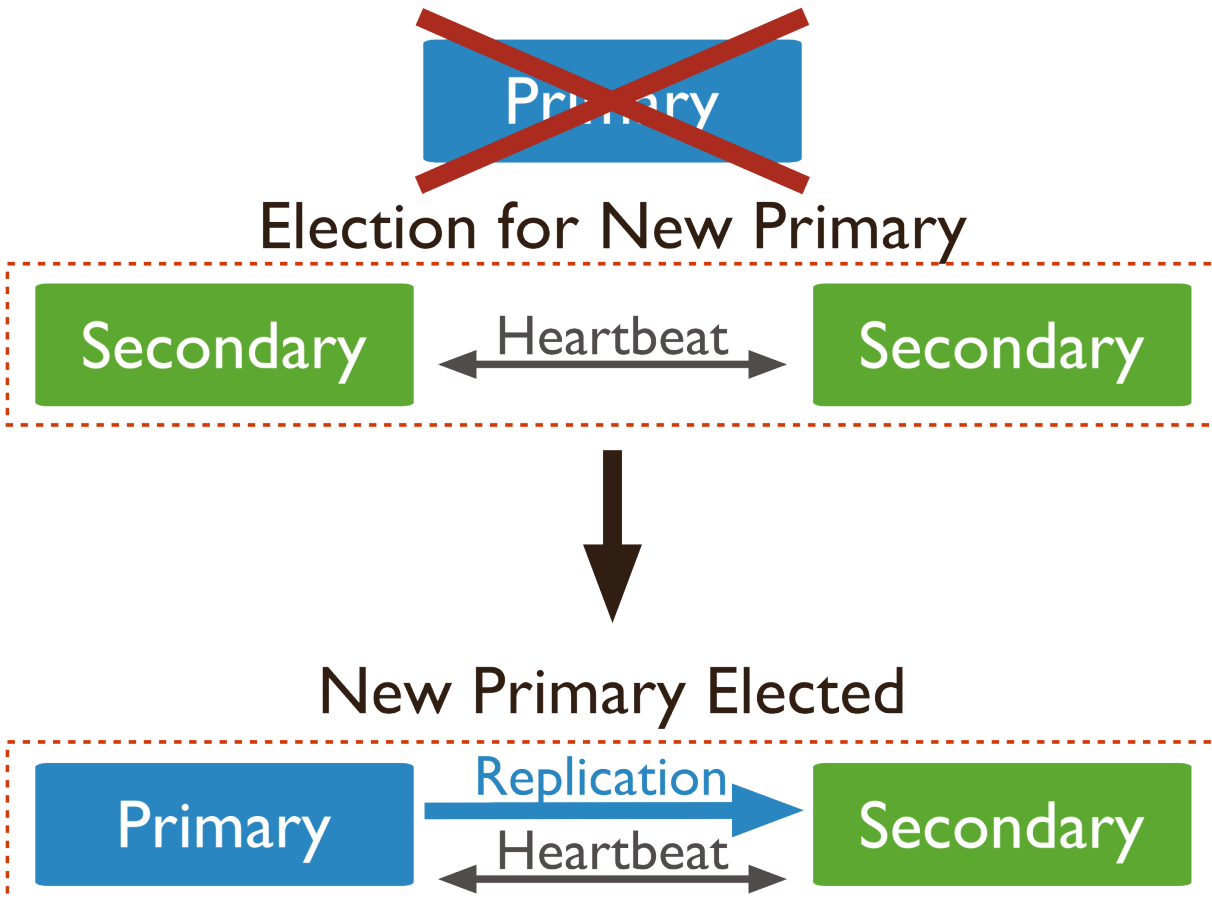 Primary
Election for New Primary
Secondary
Heartbeat
Secondary
New Primary Elected
Primary
Replication
Heartbeat
Secondary